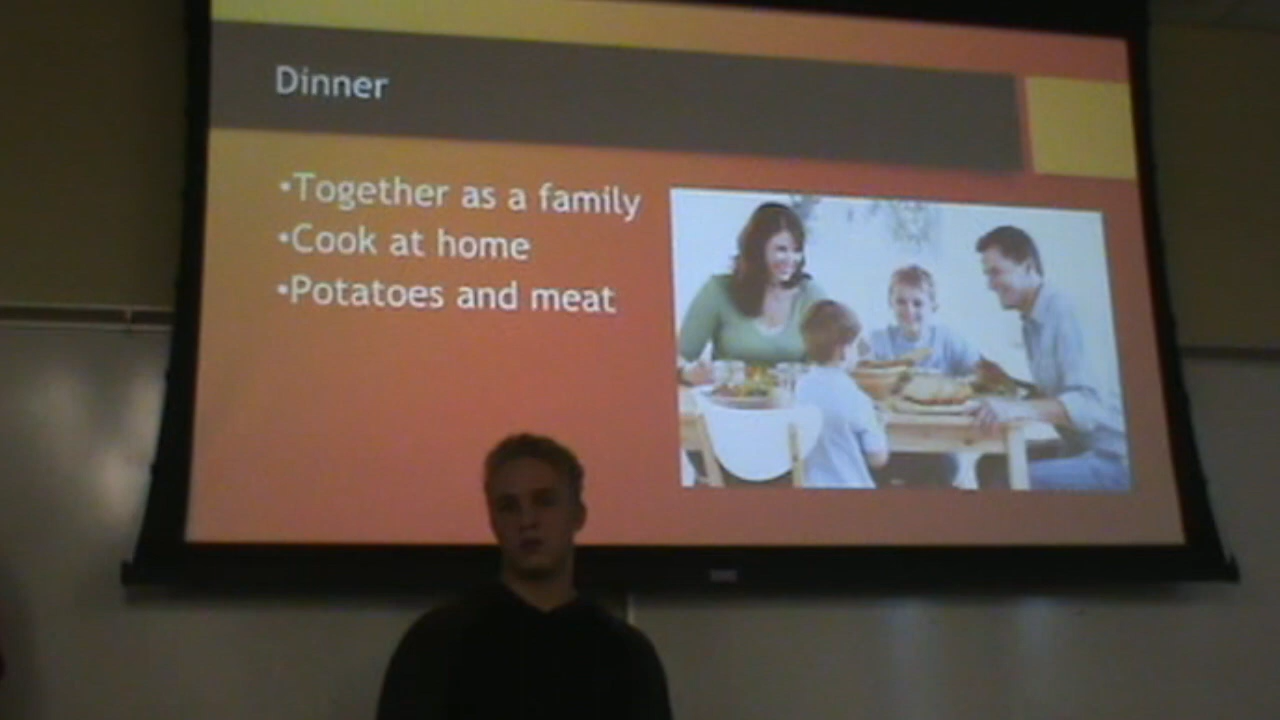 Dinner
•Together as a family
•Cook at home
•Potatoes and meat